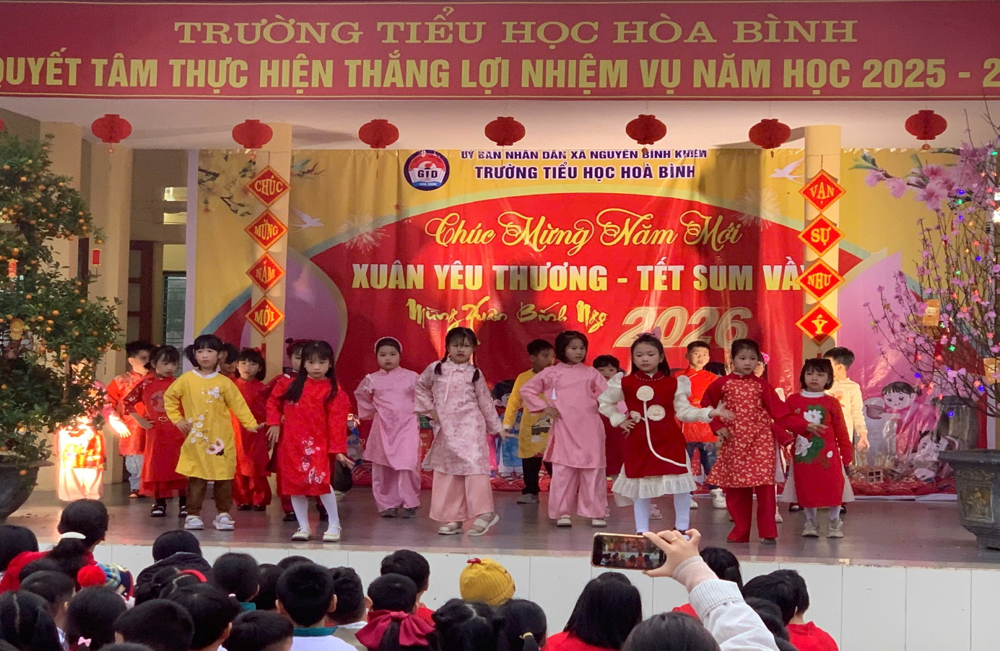 TRƯỜNG TIỂU HỌC HÒA BÌNH
QUYẾT TÂM THỰC HIỆN THẮNG LỢI NHIỆM VỤ NĂM HỌC 2025 - 2
ỦY BAN NHÂN DÂN XÃ NGUYỄN BỈNH KHIÊM
TRƯỜNG TIỂU HỌC HOÀ BÌNH
GTD
Chúc Mừng Năm Mới
XUÂN YÊU THƯƠNG - TẾT SUM VẦY
Mừng Xuân Bính Ngọ
2026
CHÚC
MỪNG
NĂM
MỚI
VẠN
SỰ
NHƯ
Ý